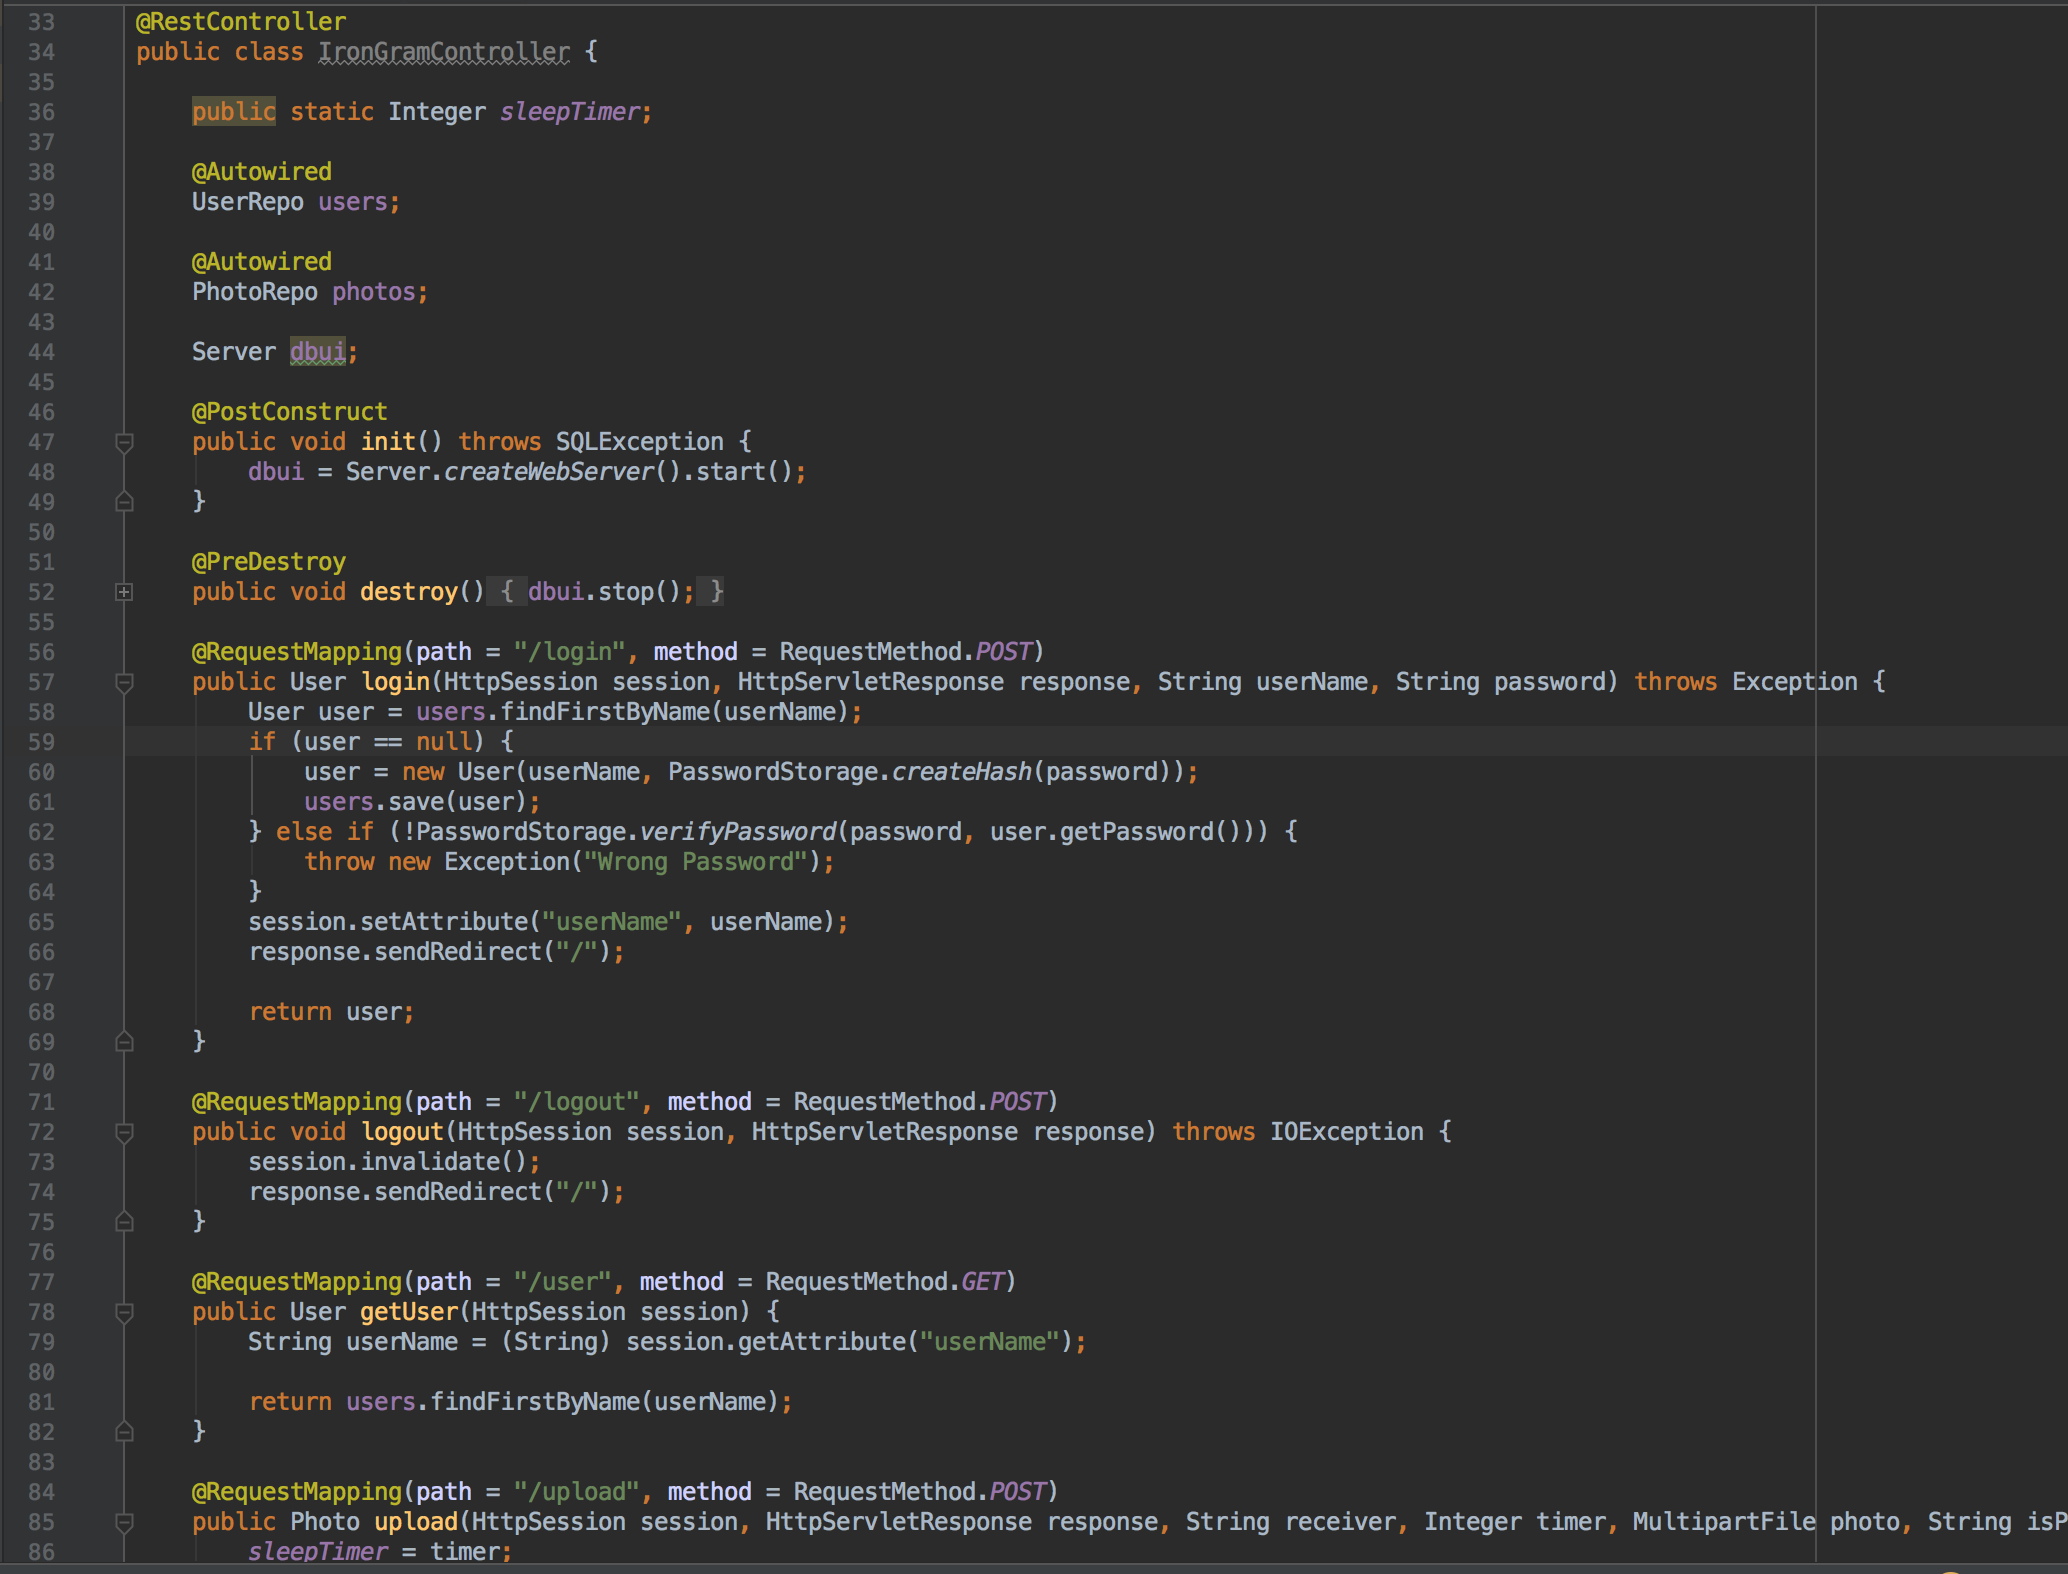 33 @RestController
34 public class IronGramController {
35
36 public static Integer sleepTimer;
37
38 @Autowired
39 UserRepo users;
40
41 @Autowired
42 PhotoRepo photos;
43
44 Server dbui;
45
46 @PostConstruct
47 public void init() throws SQLException {
48 dbui = Server.createWebServer().start();
49 }
50
51 @PreDestroy
52 public void destroy() { dbui.stop(); }
55
56 @RequestMapping(path = "/login", method = RequestMethod.POST)
57 public User login(HttpSession session, HttpServletResponse response, String userName, String password) throws Exception {
58 User user = users.findFirstByName(userName);
59 if (user == null) {
60 user = new User(userName, PasswordStorage.createHash(password));
61 users.save(user);
62 } else if (!PasswordStorage.verifyPassword(password, user.getPassword())) {
63 throw new Exception("Wrong Password");
64 }
65 session.setAttribute("userName", userName);
66 response.sendRedirect("/");
67
68 return user;
69 }
70
71 @RequestMapping(path = "/logout", method = RequestMethod.POST)
72 public void logout(HttpSession session, HttpServletResponse response) throws IOException {
73 session.invalidate();
74 response.sendRedirect("/");
75 }
76
77 @RequestMapping(path = "/user", method = RequestMethod.GET)
78 public User getUser(HttpSession session) {
79 String userName = (String) session.getAttribute("userName");
80
81 return users.findFirstByName(userName);
82 }
83
84 @RequestMapping(path = "/upload", method = RequestMethod.POST)
85 public Photo upload(HttpSession session, HttpServletResponse response, String receiver, Integer timer, MultipartFile photo, String isP
86 sleepTimer = timer;